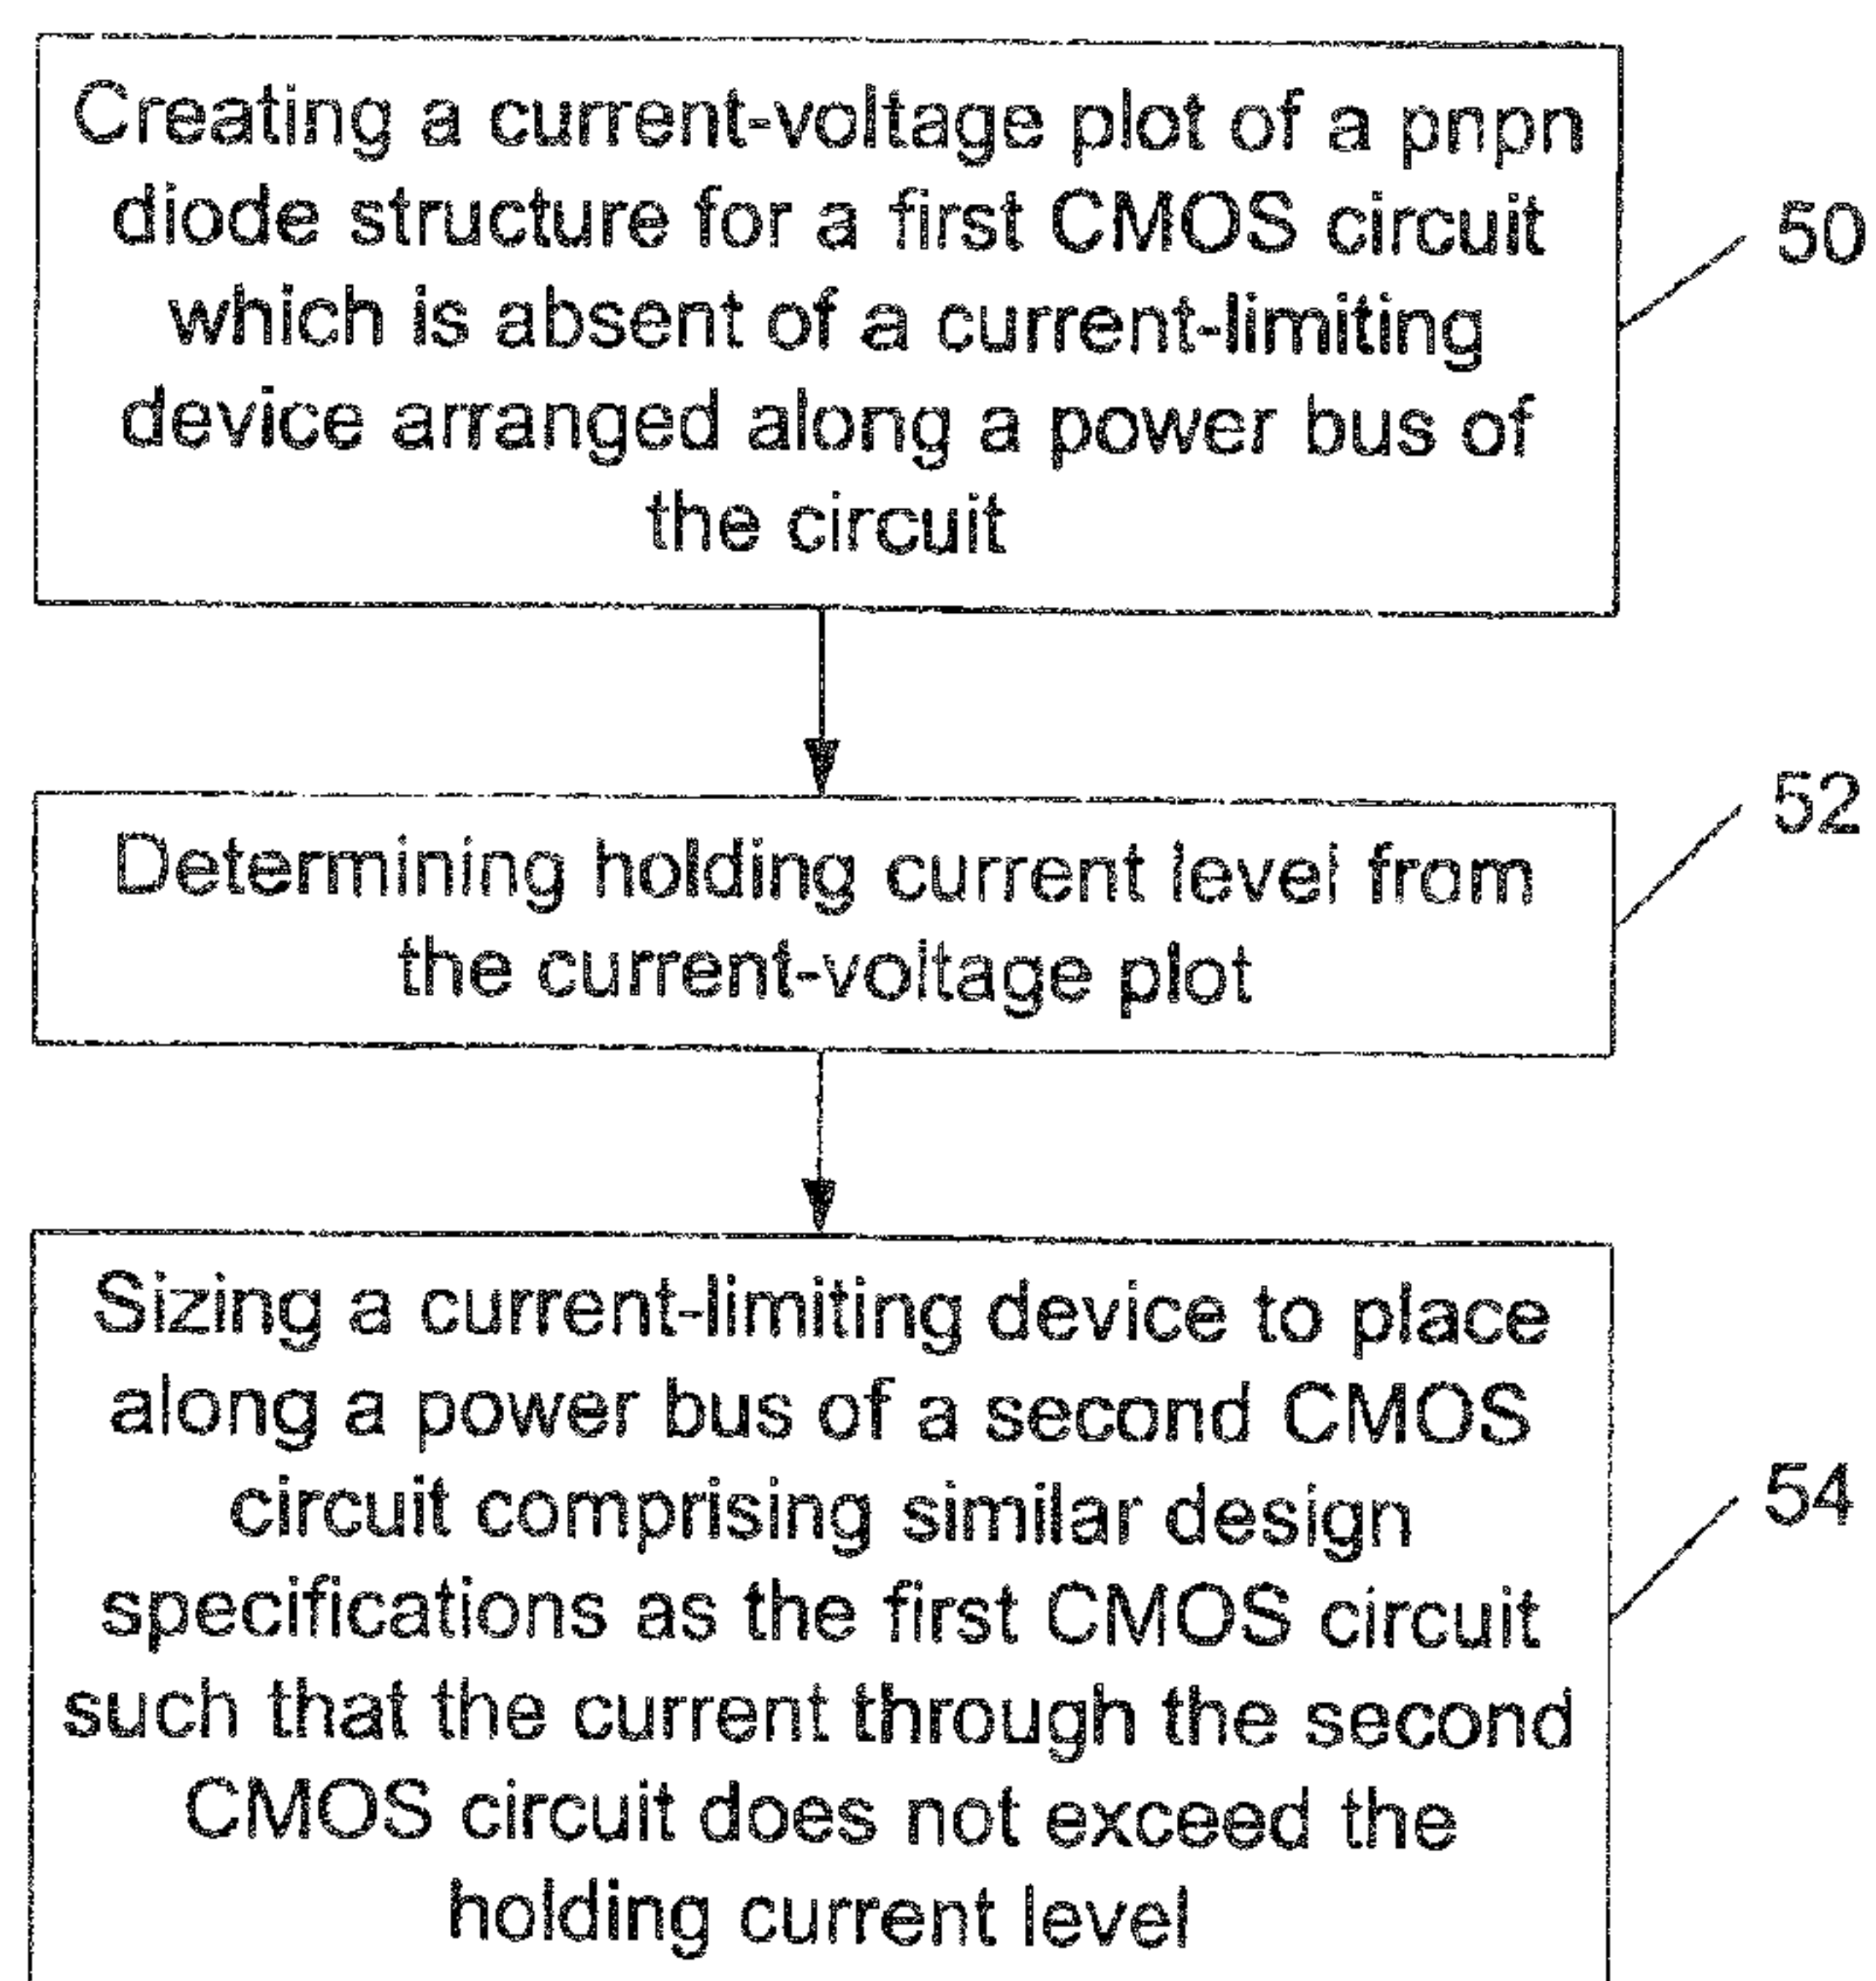 Creating a current-voltage plot of a pnpn
diode structure for a first CMOS circuit
which is absent of a current-limiting
device arranged along a power bus of
the circuit
50
Determining holding current level from
the current-voltage plot
52
Sizing a current-limiting device to place
along a power bus of a second CMOS
circuit comprising similar design
specifications as the first CMOS circuit
such that the current through the second
CMOS circuit does not exceed the
holding current level
54